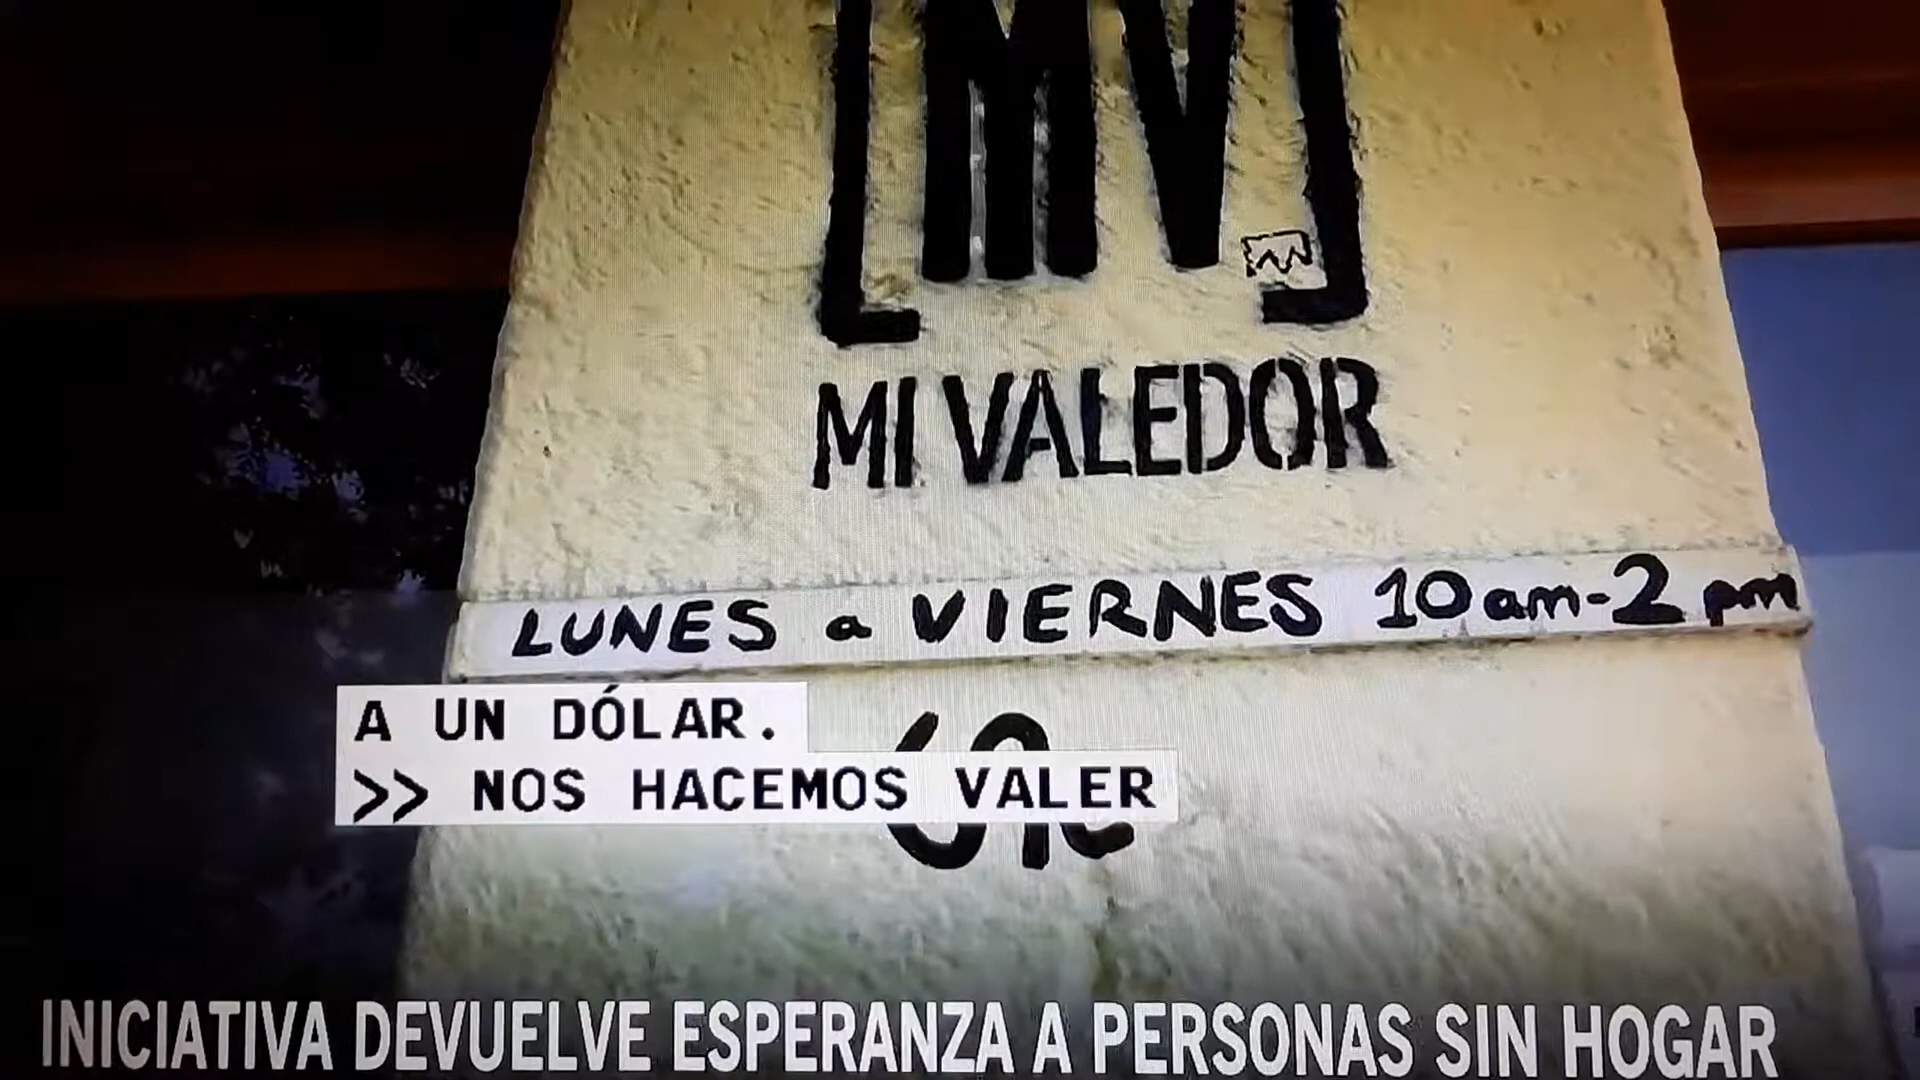 [MV]
MI VALEDOR
LUNES a VIERNES 10am-2pm
A UN DÓLAR.
>> NOS HACEMOS VALER
INICIATIVA DEVUELVE ESPERANZA A PERSONAS SIN HOGAR